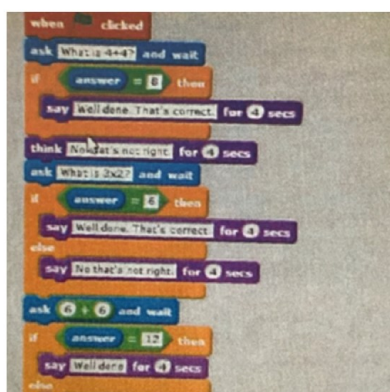 when clicked
ask What is 4+4? and wait
if answer = 8 then
say Well done. That's correct. for 4 secs
think No that's not right. for 4 secs
ask What is 3x2? and wait
if answer = 6 then
say Well done. That's correct for 4 secs
else
say No that's not right. for 4 secs
ask 6 + 6 and wait
if answer = 12 then
say Well done for 4 secs
else